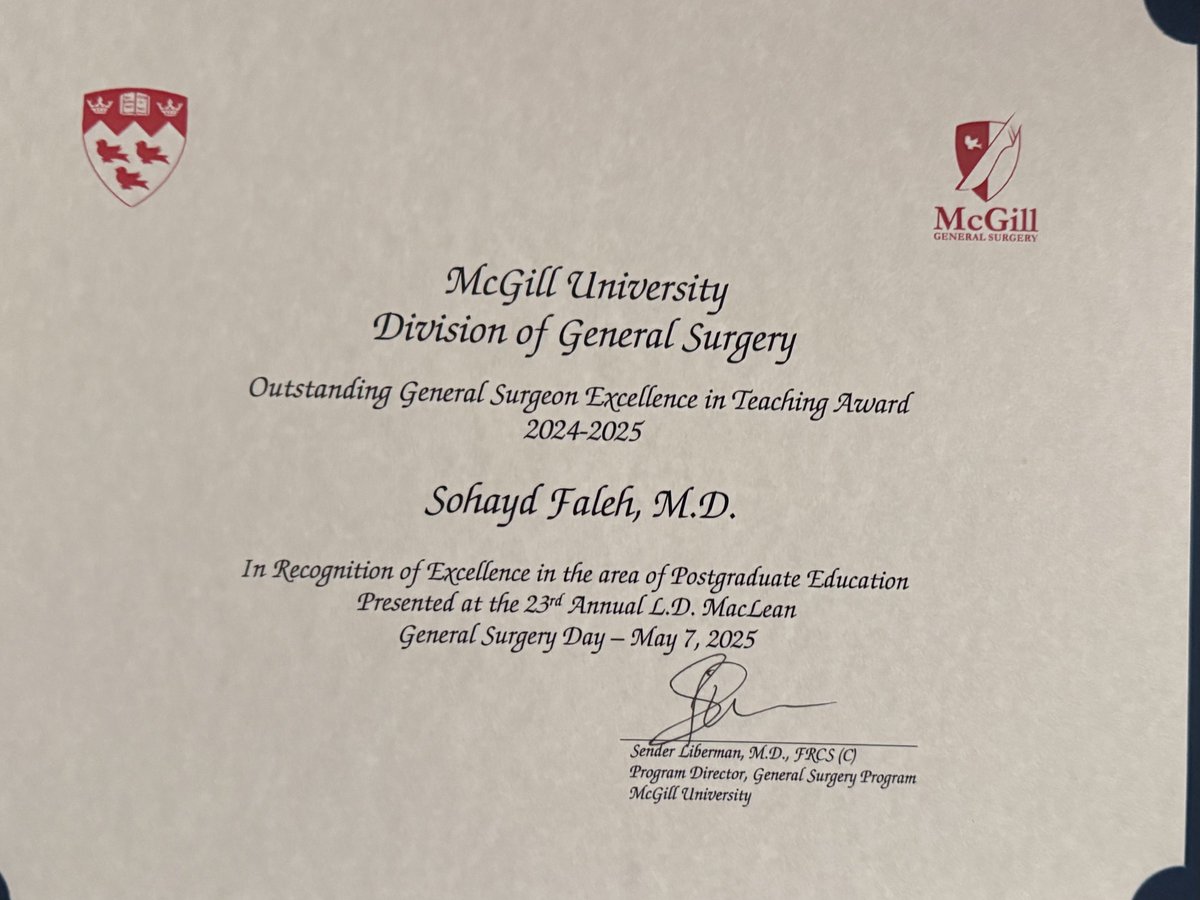 McGill
GENERAL SURGERY
McGill University
Division of General Surgery
Outstanding General Surgeon Excellence in Teaching Award
2024-2025
Sohayd Faleh, M.D.
In Recognition of Excellence in the area of Postgraduate Education
Presented at the 23rd Annual L.D. MacLean
General Surgery Day – May 7, 2025
Sender Liberman, M.D., FRCS (C)
Program Director, General Surgery Program
McGill University